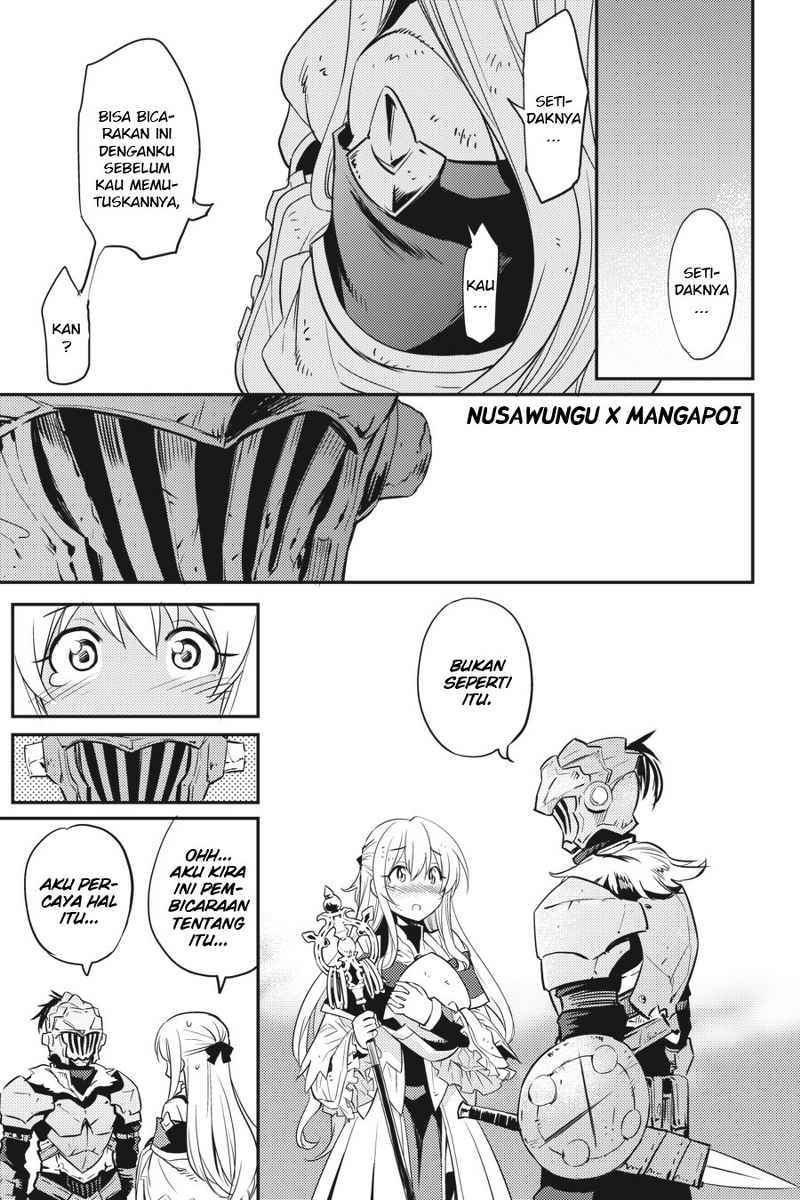 SETI-
DAKNYA
...
SETI-
DAKNYA
...
KAU
...
BISA BICA-
RAKAN INI
DENGANKU
SEBELUM
KAU MEMU-
TUSKANNYA,
KAN
?
NUSAWUNGU X MANGAPOI
BUKAN
SEPERTI
ITU.
OHH...
AKU KIRA
INI PEM-
BICARAAN
TENTANG
ITU...
AKU PER-
CAYA HAL
ITU...